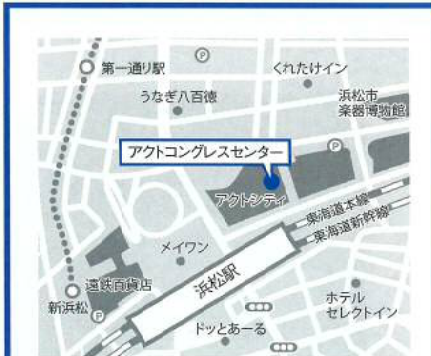 第一通り駅
P
くれたけイン
うなぎ八百徳
浜松市
楽器博物館
P
アクトコングレスセンター
アクトシティ
東海道本線
東海道新幹線
メイワン
浜松駅
遠鉄百貨店
新浜松
P
ホテル
セレクトイン
ドッとあーる